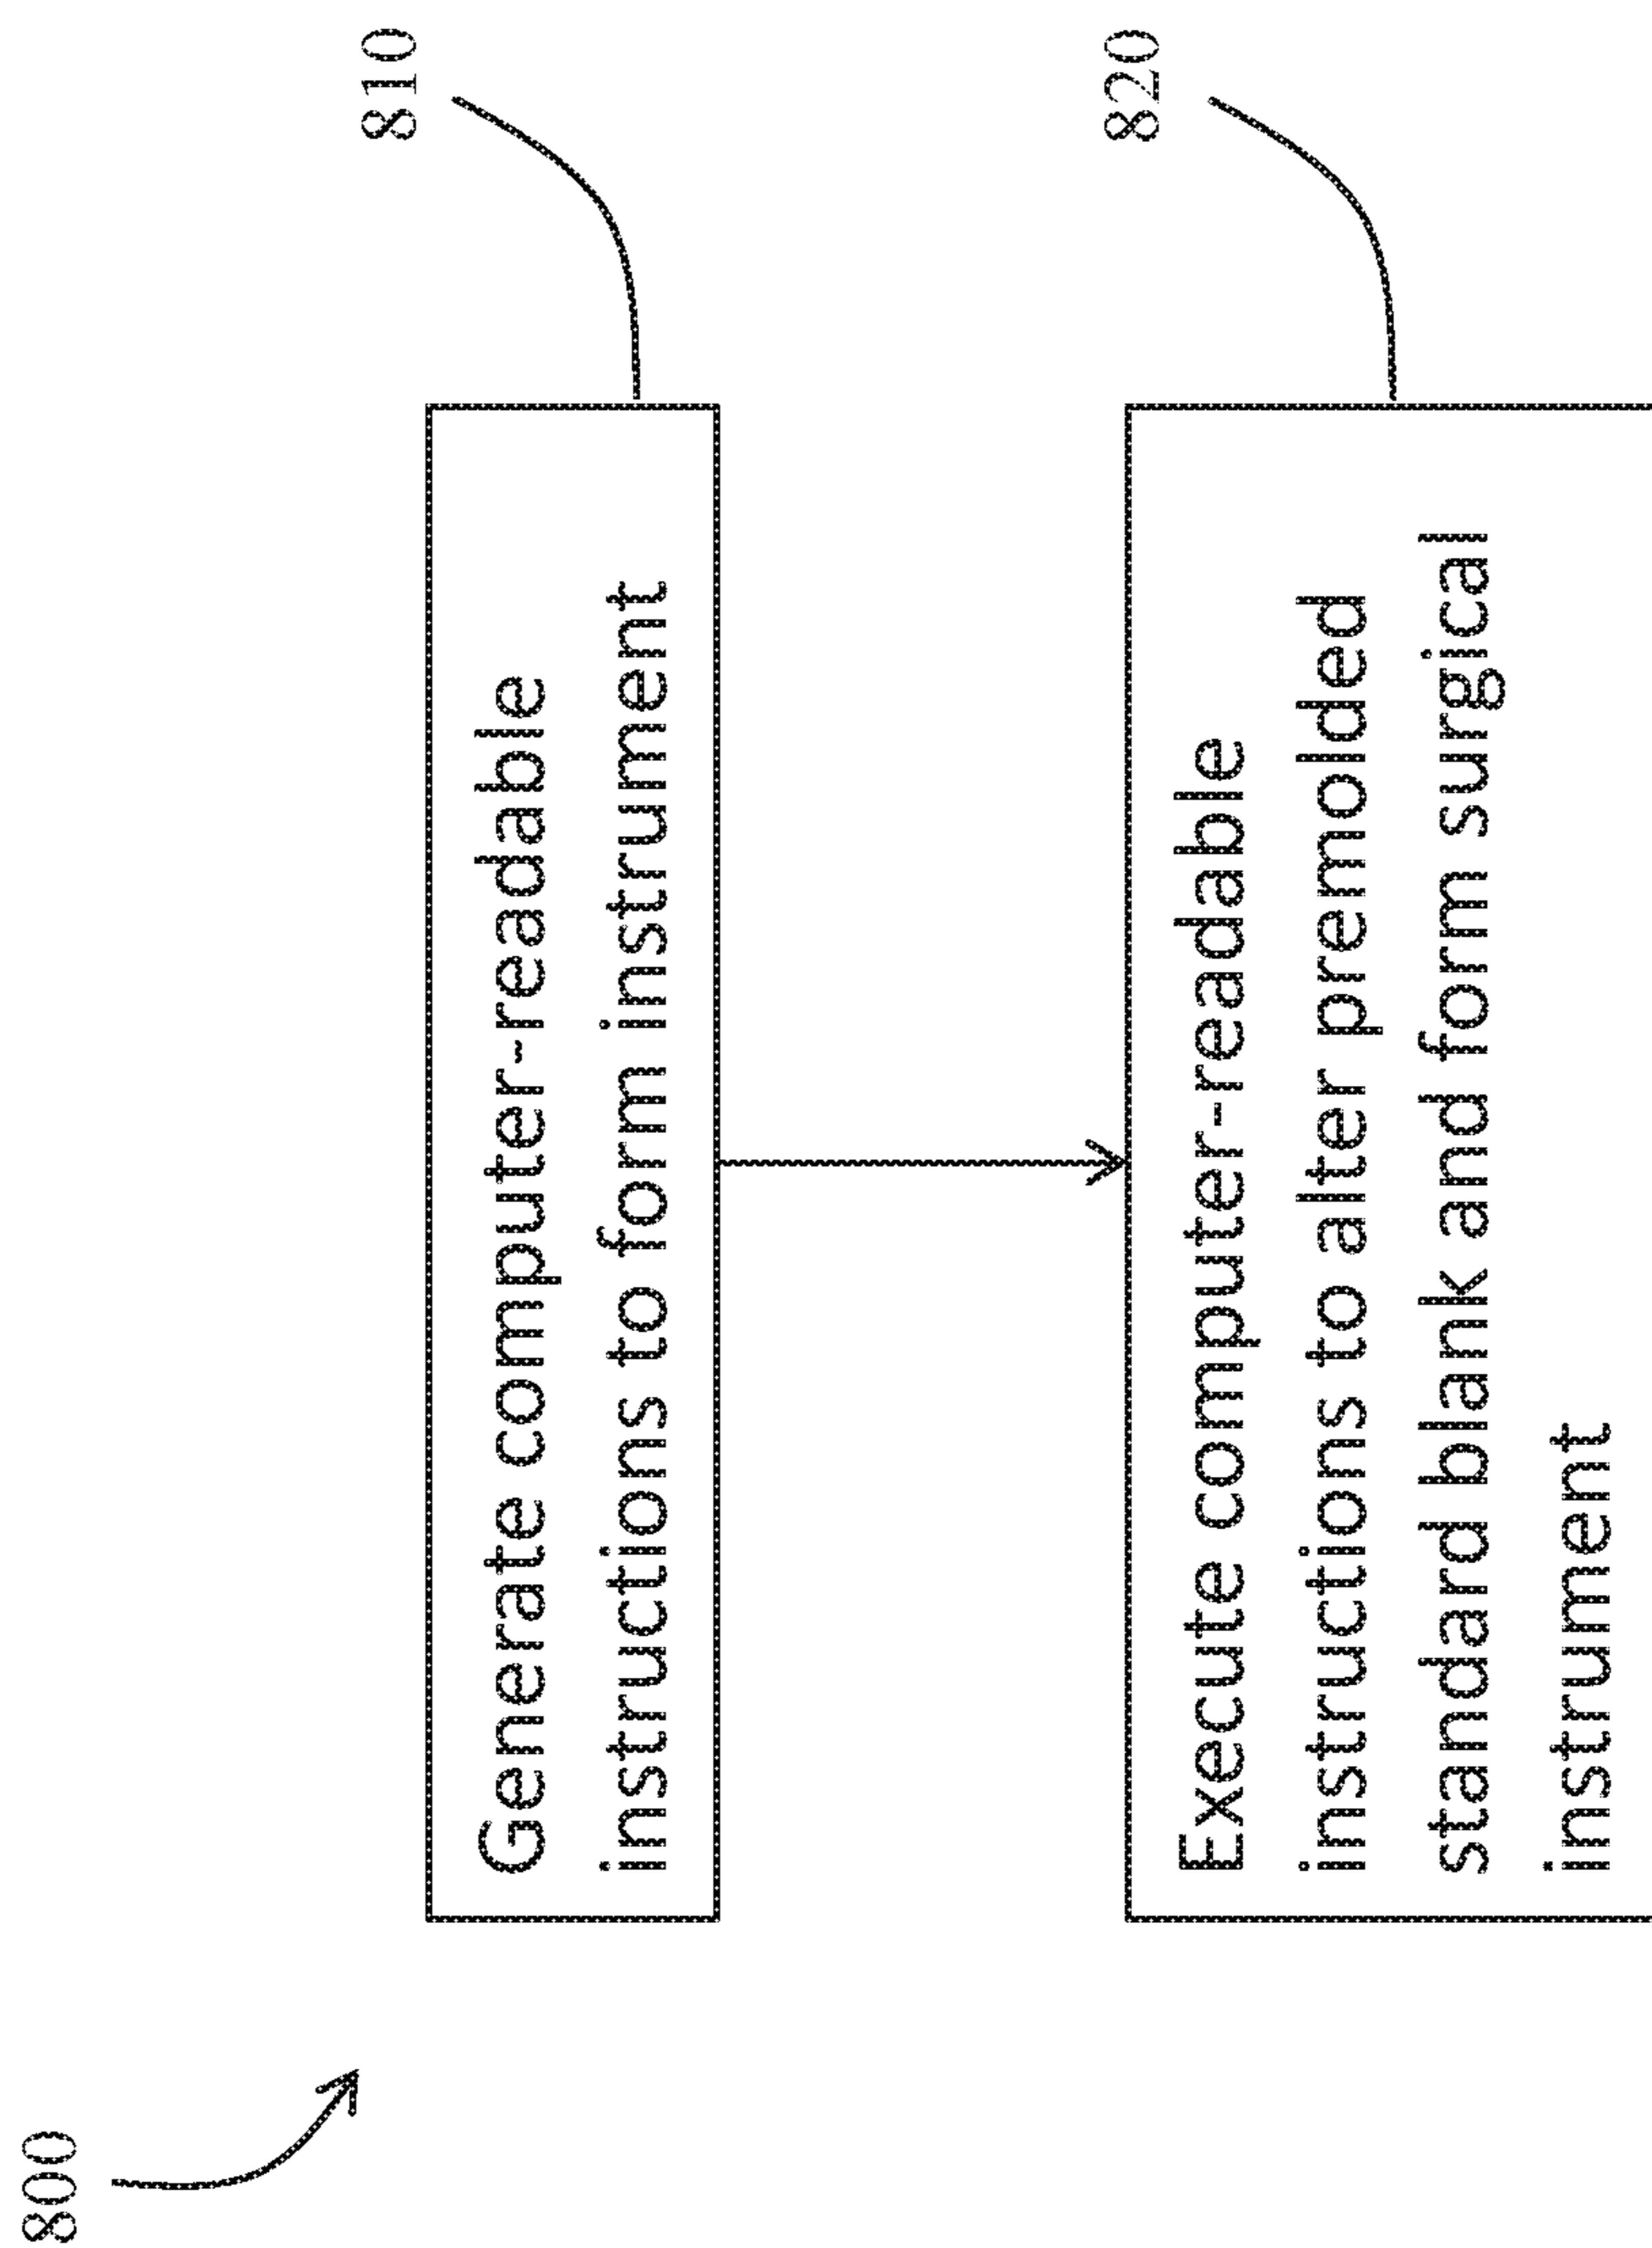 800
810
Generate computer-readable
instructions to form instrument
820
Execute computer-readable
instructions to alter premolded
standard blank and form surgical
instrument